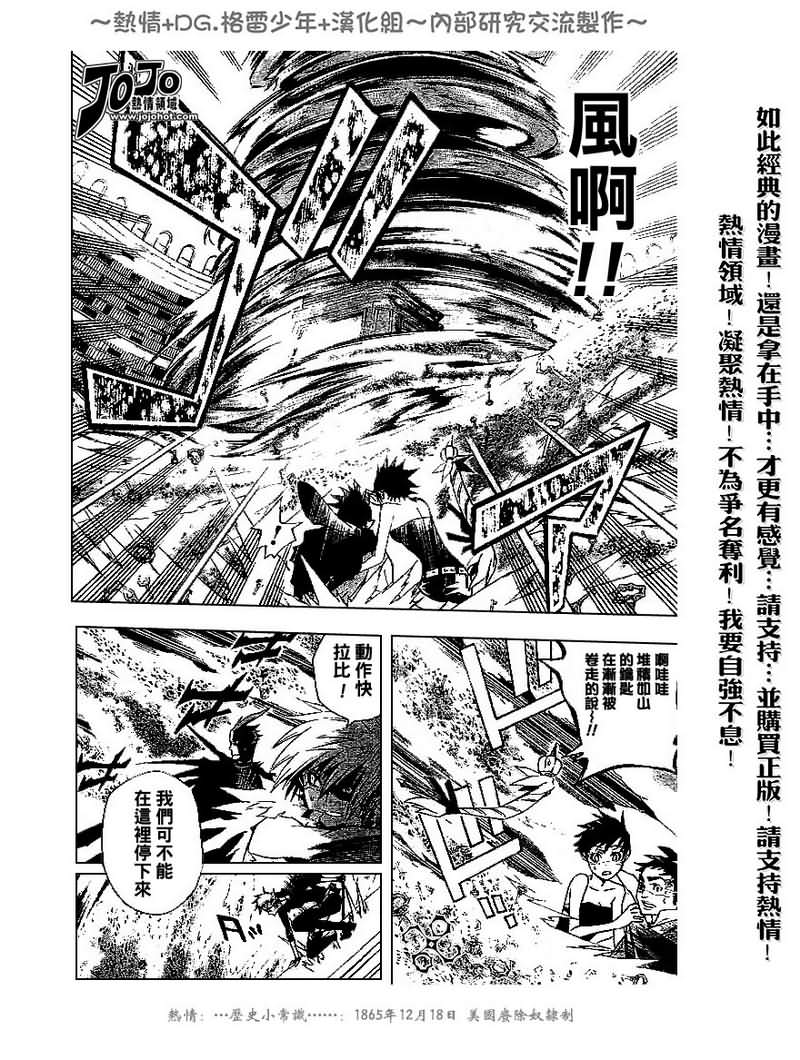 ～熱情+DG.格雷少年+漢化組～內部研究交流製作～
JOJO
熱情領域
www.jojohot.com
風啊!!
如此經典的漫畫！還是拿在手中…才更有感覺…請支持…並購買正版！請支持熱情！
熱情領域！凝聚熱情！不為爭名奪利！我要自強不息！
啊哇哇
堆積如山
的鑰匙
在漸漸被
卷走的說~!!
動作快
拉比！
我們可不能
在這裡停下來
熱情：…歷史小常識……：1865年12月18日 美國廢除奴隸制